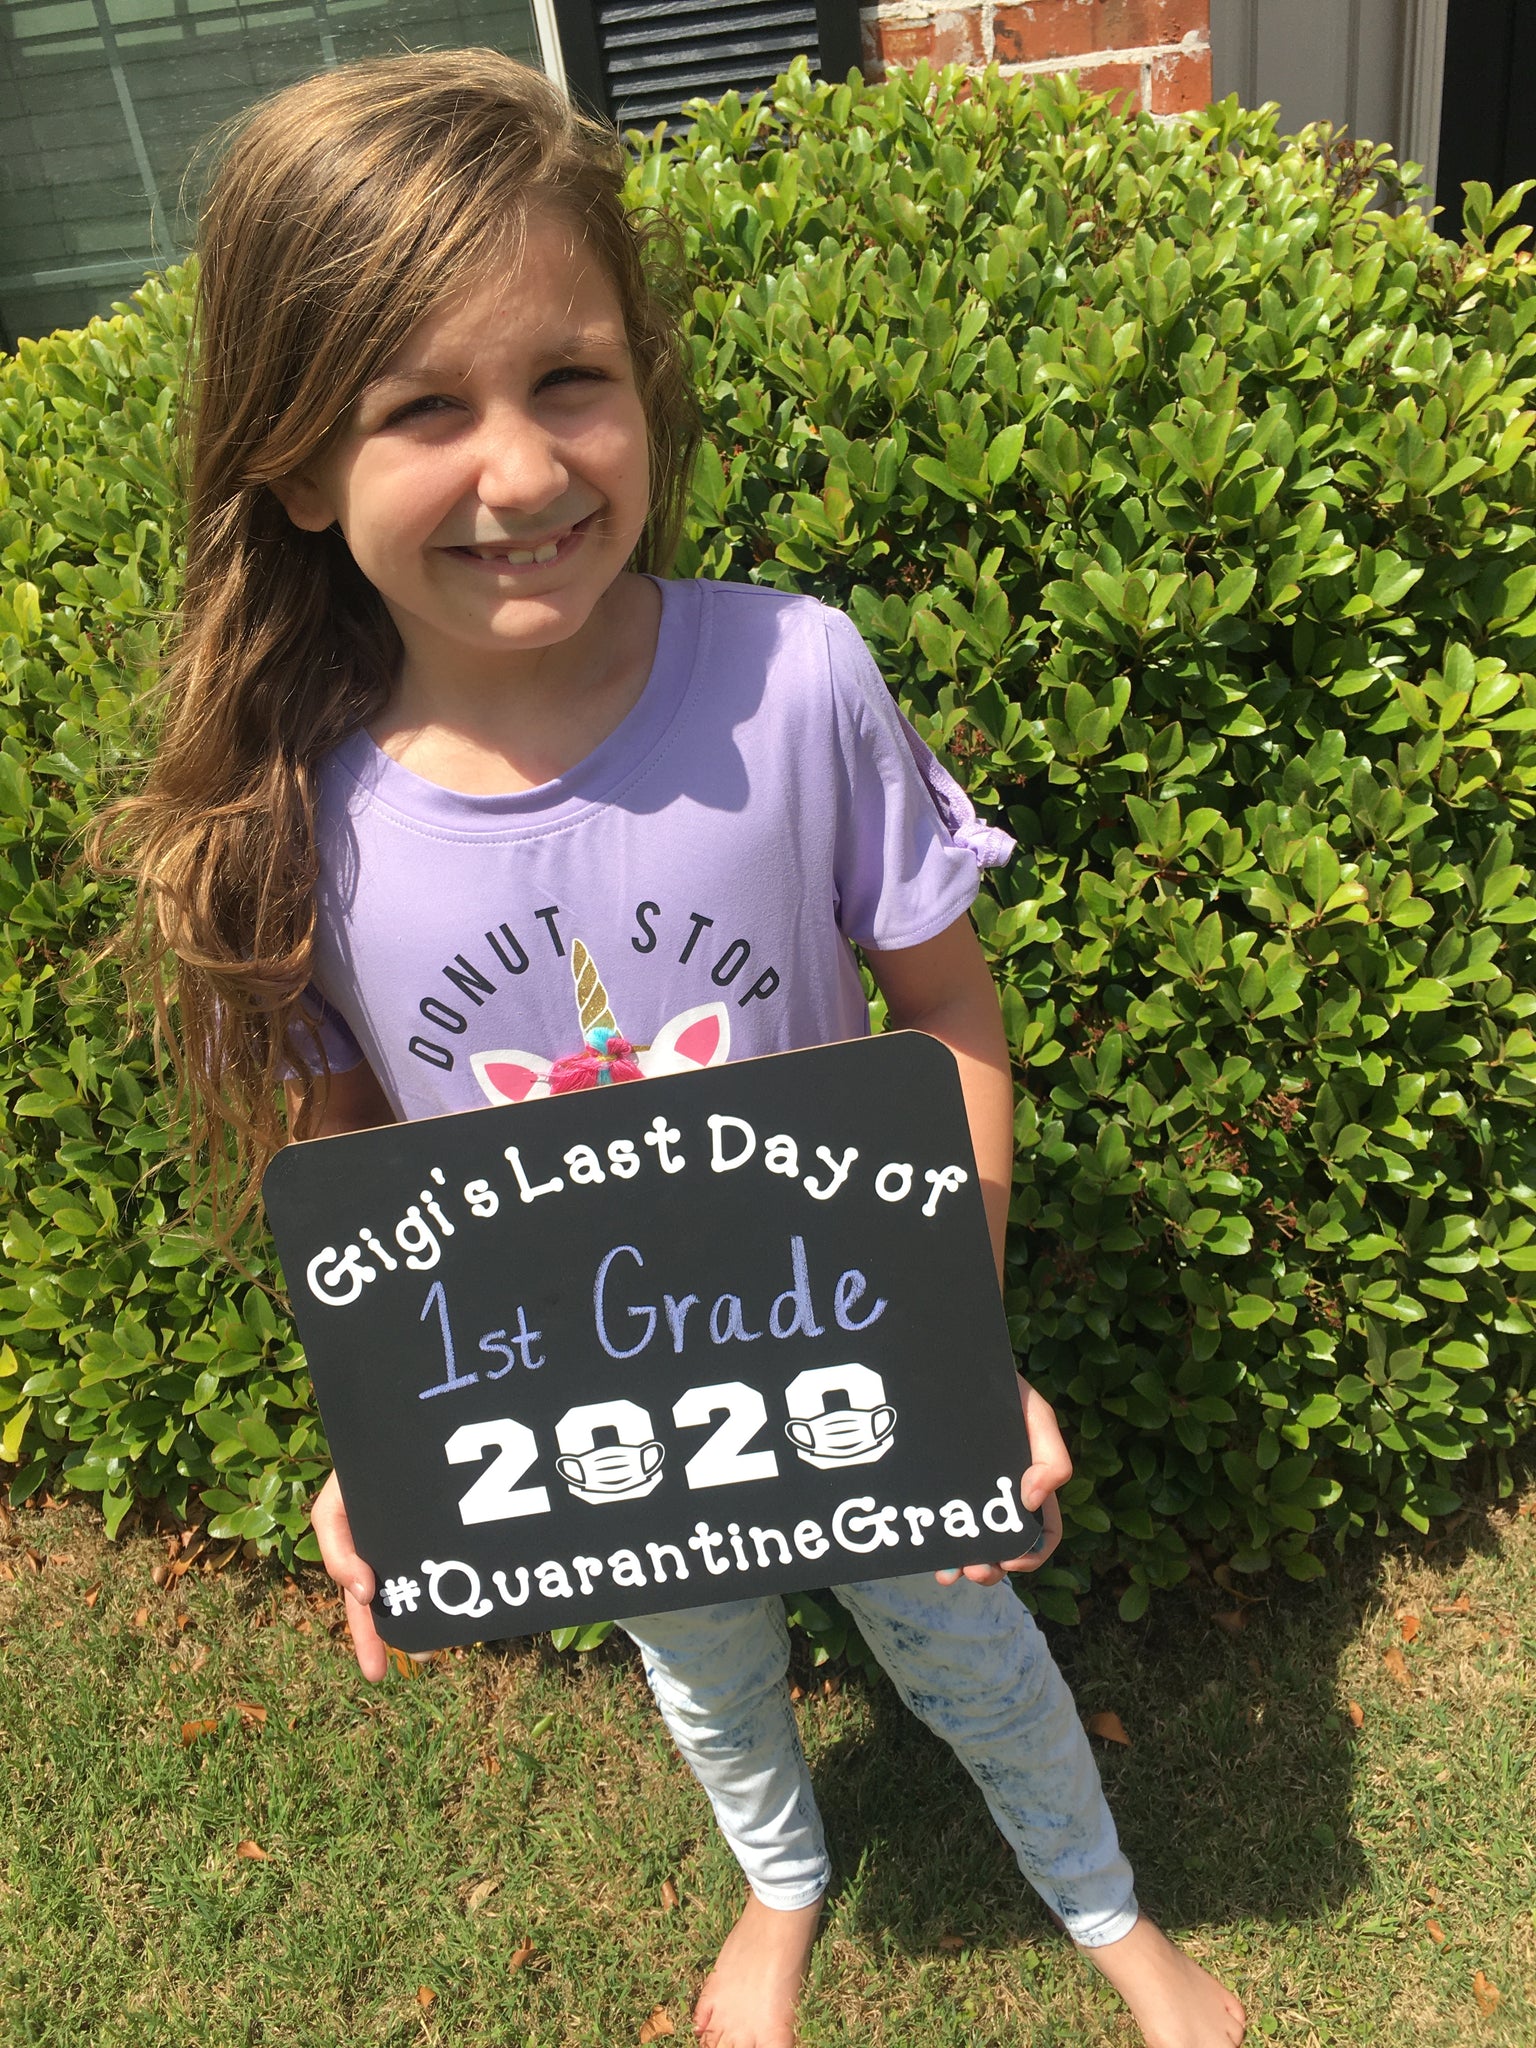 DONUT STOP
Gigi's Last Day of
1st Grade
2020
#QuarantineGrad